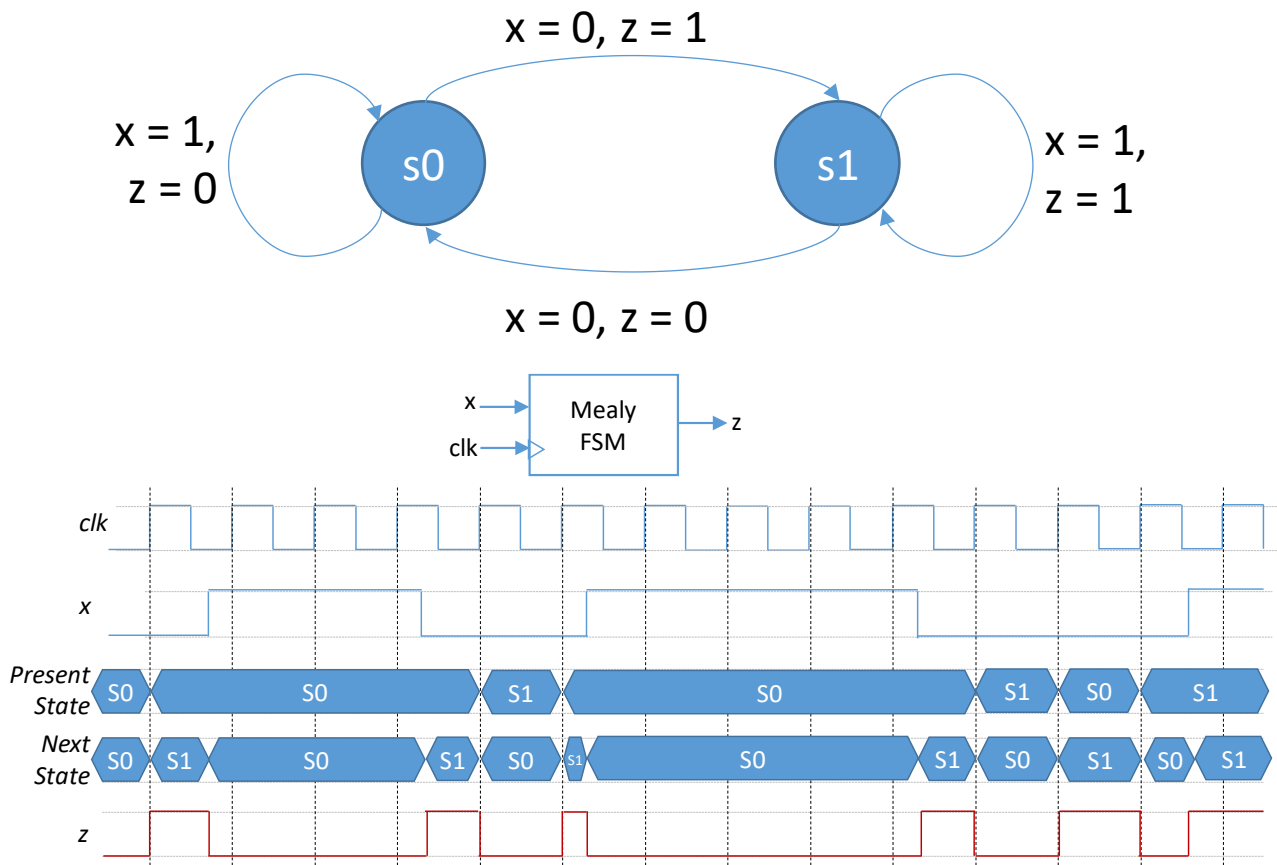 x = 0, z = 1
x = 1,
z = 0
s0
s1
x = 1,
z = 1
x = 0, z = 0
x
clk
Mealy
FSM
z
clk
x
Present
State
S0
S0
S1
S0
S1
S0
S1
Next
State
S0
S1
S0
S1
S0
S1
S0
S1
S0
S1
S0
S1
z